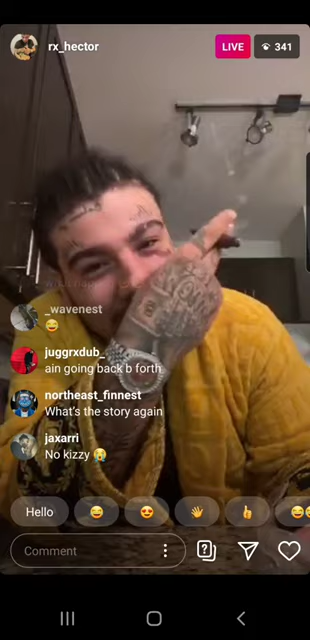 rx_hector
LIVE
341
_wavenest
😂
juggrxdub_
ain going back b forth
northeast_finnest
What's the story again
jaxarri
No kizzy 😭
Hello
Comment